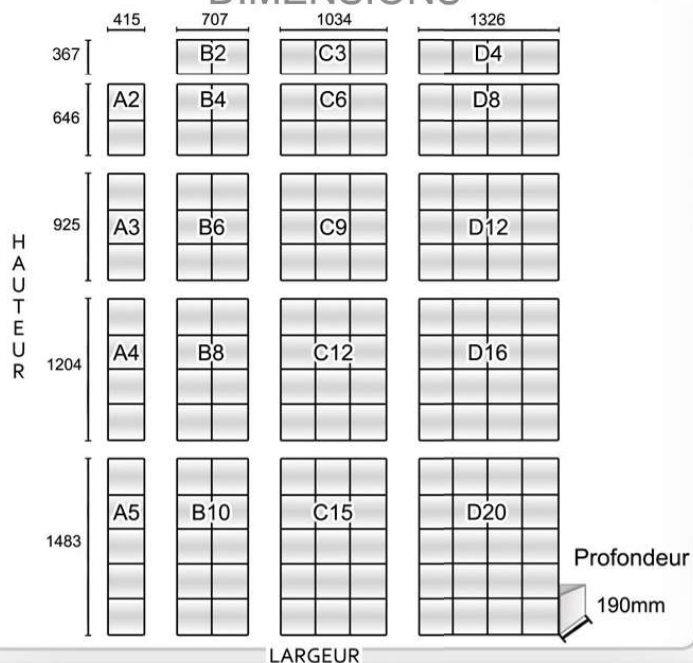 DIMENSIONS
415 707 1034 1326
367 B2 C3 D4
646 A2 B4 C6 D8
925 A3 B6 C9 D12
HAUTEUR
1204 A4 B8 C12 D16
1483 A5 B10 C15 D20
Profondeur
190mm
LARGEUR